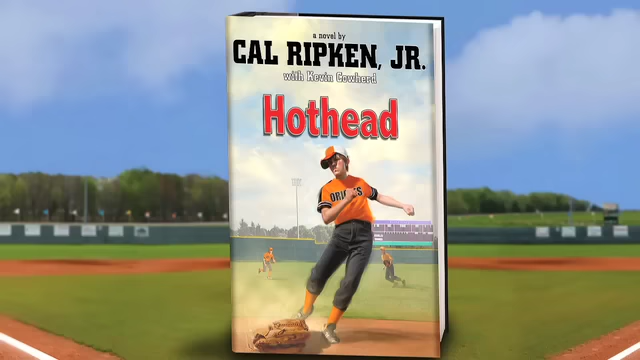 a novel by
CAL RIPKEN, JR.
with Kevin Cowherd
Hothead